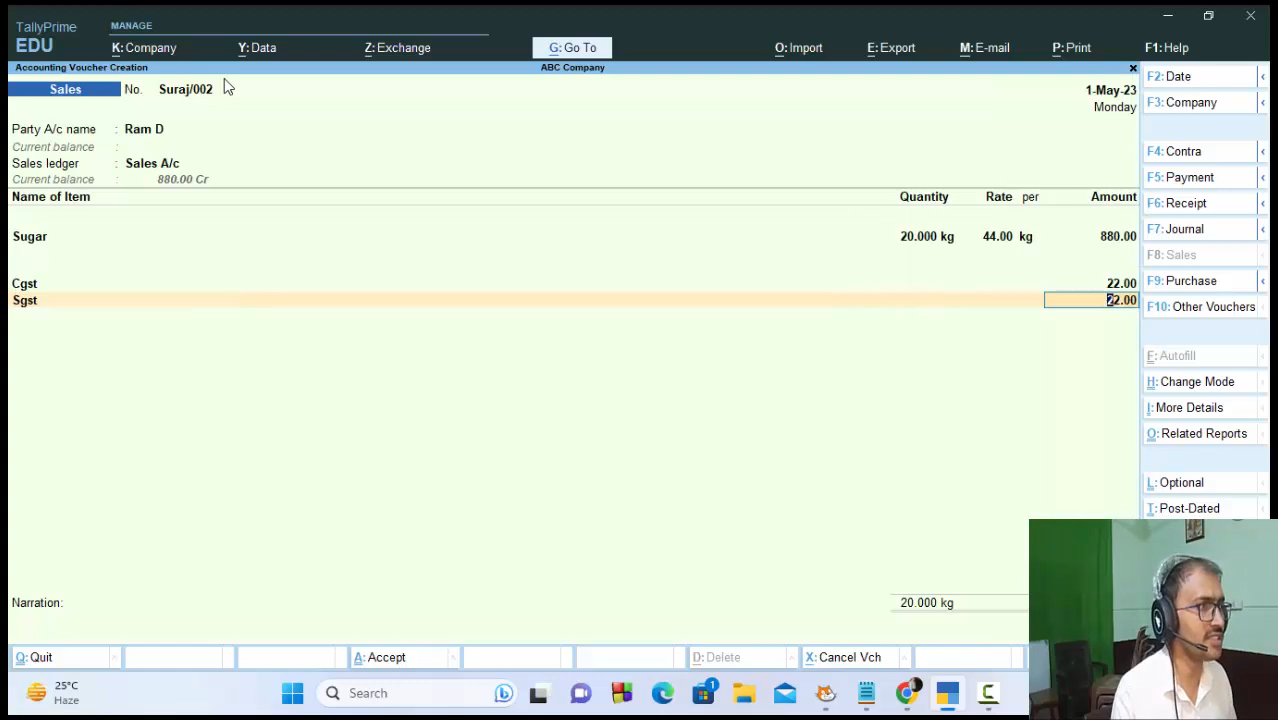 TallyPrime
EDU
MANAGE
K: Company
Y: Data
Z: Exchange
G: Go To
O: Import
E: Export
M: E-mail
P: Print
F1: Help
Accounting Voucher Creation
ABC Company
Sales No. Suraj/002
1-May-23
Monday
Party A/c name : Ram D
Current balance :
Sales ledger : Sales A/c
Current balance : 880.00 Cr
Name of Item Quantity Rate per Amount
Sugar 20.000 kg 44.00 kg 880.00
Cgst 22.00
Sgst 22.00
Narration: 20.000 kg
F2: Date
F3: Company
F4: Contra
F5: Payment
F6: Receipt
F7: Journal
F8: Sales
F9: Purchase
F10: Other Vouchers
F: Autofill
H: Change Mode
I: More Details
O: Related Reports
L: Optional
T: Post-Dated
Q: Quit
A: Accept
D: Delete
X: Cancel Vch
25°C
Haze
Search
1